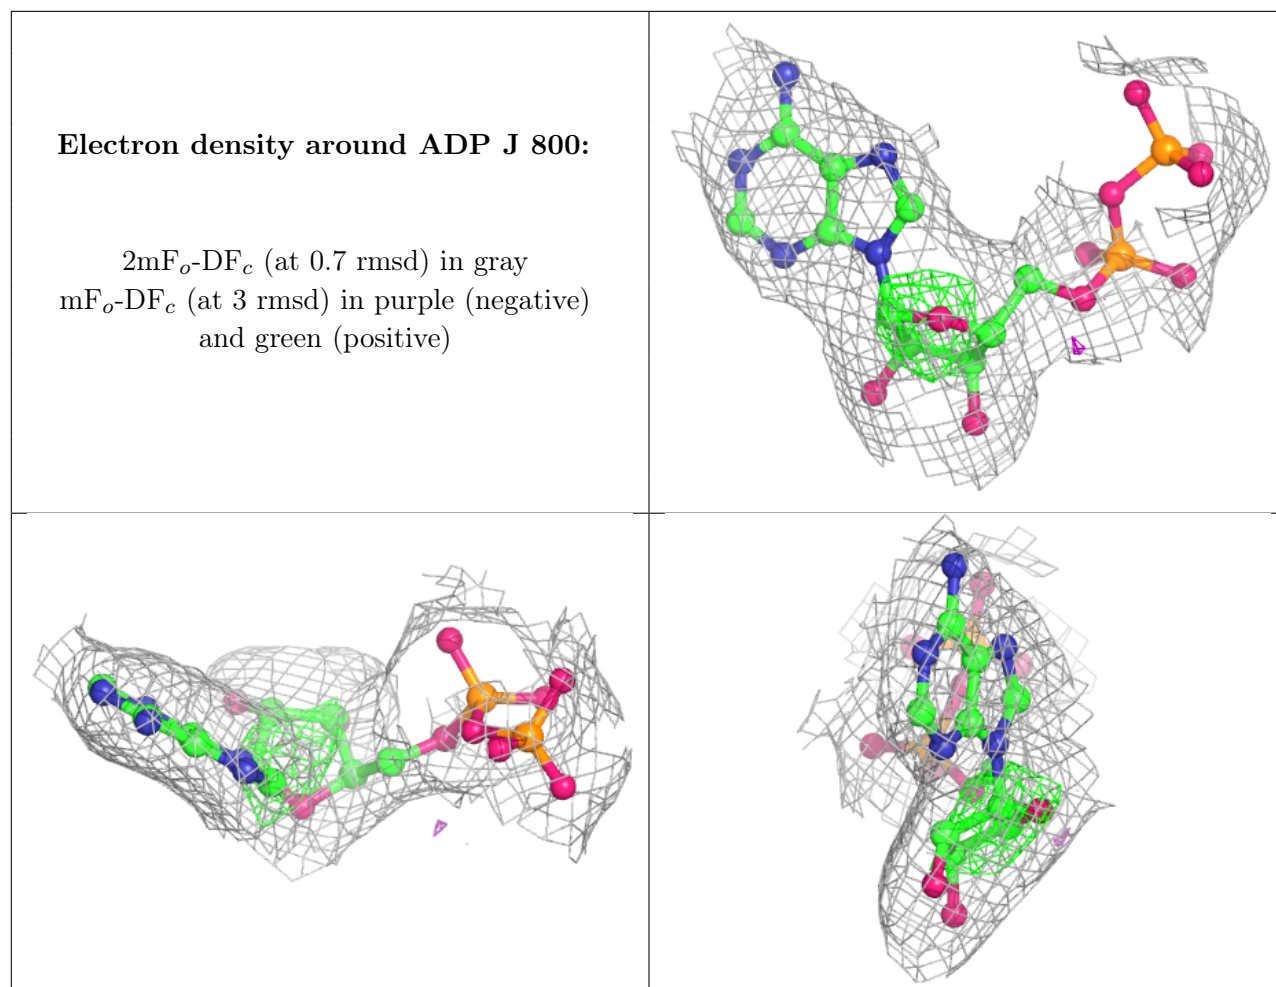 Electron density around ADP J 800:
2mFo-DFc (at 0.7 rmsd) in gray
mFo-DFc (at 3 rmsd) in purple (negative)
and green (positive)